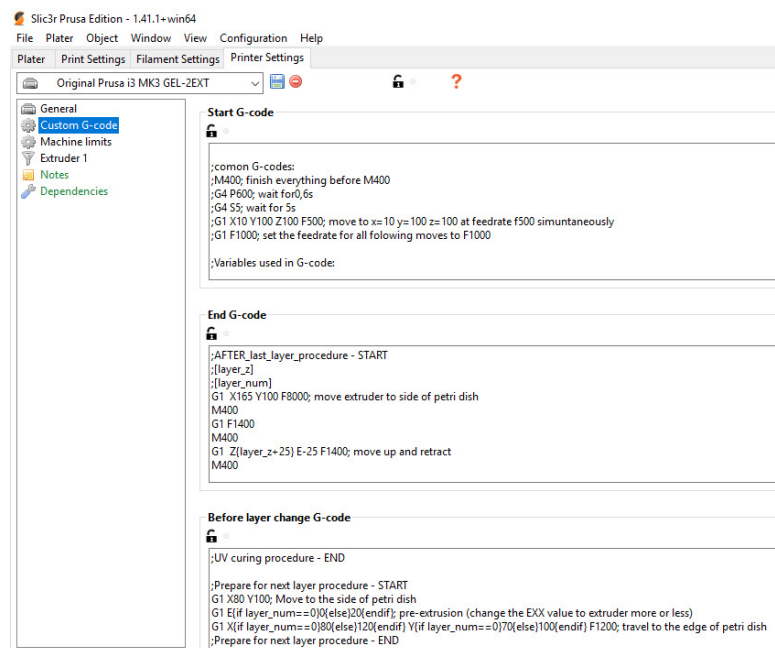 Slic3r Prusa Edition - 1.41.1+win64
File Plater Object Window View Configuration Help
Plater Print Settings Filament Settings Printer Settings
Original Prusa i3 MK3 GEL-2EXT
?
General
Custom G-code
Machine limits
Extruder 1
Notes
Dependencies
Start G-code
;comon G-codes:
;M400; finish everything before M400
;G4 P600; wait for0,6s
;G4 S5; wait for 5s
;G1 X10 Y100 Z100 F500; move to x=10 y=100 z=100 at feedrate f500 simuntaneously
;G1 F1000; set the feedrate for all folowing moves to F1000
;Variables used in G-code:
End G-code
;AFTER_last_layer_procedure - START
;[layer_z]
;[layer_num]
G1  X165 Y100 F8000; move extruder to side of petri dish
M400
G1 F1400
M400
G1  Z{layer_z+25} E-25 F1400; move up and retract
M400
Before layer change G-code
;UV curing procedure - END
;Prepare for next layer procedure - START
G1 X80 Y100; Move to the side of petri dish
G1 E{if layer_num==0}0{else}20{endif}; pre-extrusion (change the EXX value to extruder more or less)
G1 X{if layer_num==0}80{else}120{endif} Y{if layer_num==0}70{else}100{endif} F1200; travel to the edge of petri dish
;Prepare for next layer procedure - END